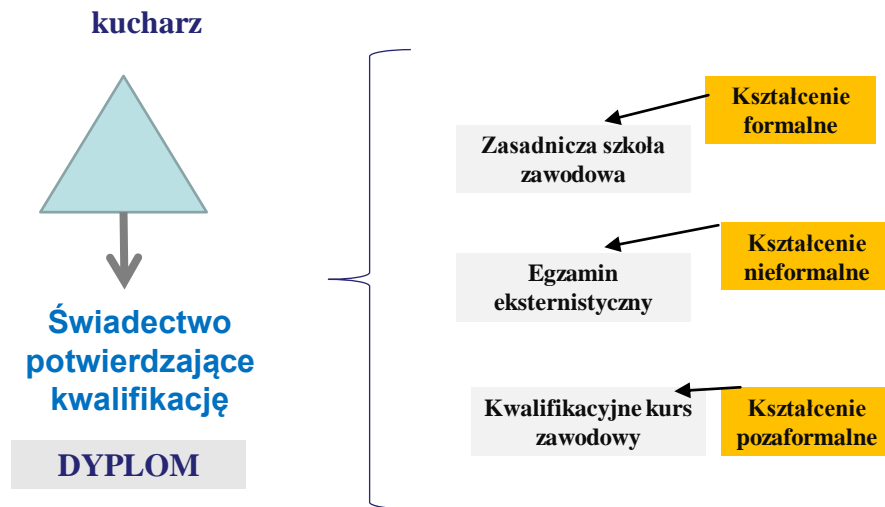 kucharz
Świadectwo
potwierdzające
kwalifikację
DYPLOM
Kształcenie
formalne
Zasadnicza szkoła
zawodowa
Kształcenie
nieformalne
Egzamin
eksternistyczny
Kwalifikacyjne kurs
zawodowy
Kształcenie
pozaformalne